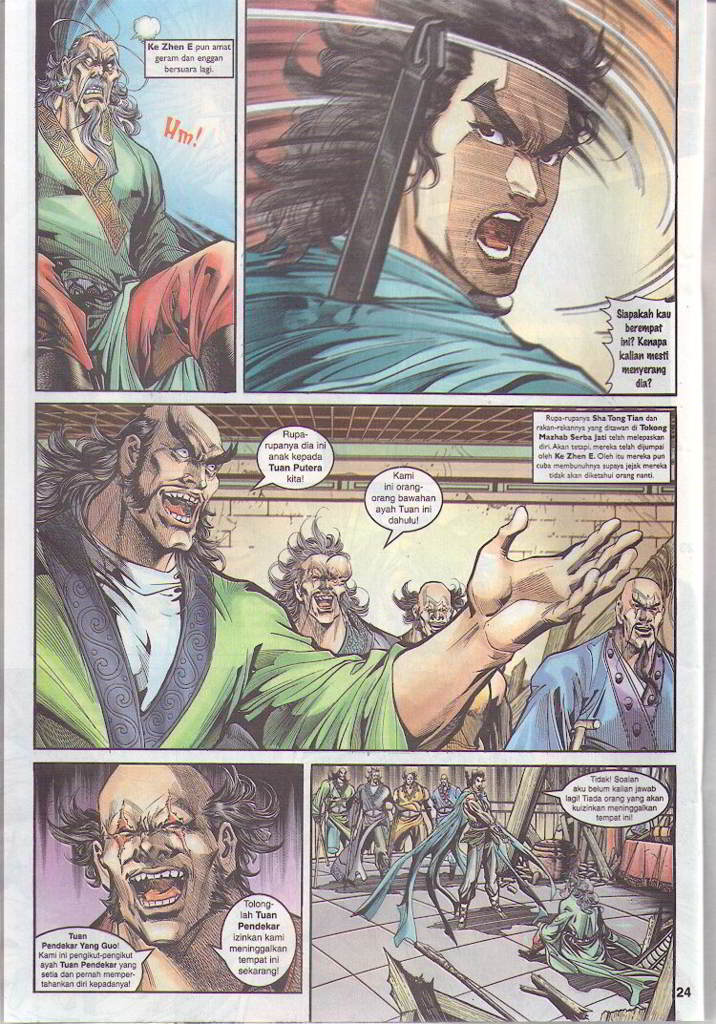 Ke Zhen E pun amat
geram dan enggan
bersuara lagi.
Hm!
Siapakah kau
berempat
ini? Kenapa
kalian mesti
menyerang
dia?
Rupa-
rupanya dia ini
anak kepada
Tuan Putera
kita!
Kami
ini orang-
orang bawahan
ayah Tuan ini
dahulu!
Rupa-rupanya Sha Tong Tian dan
rakan-rakannya yang ditawan di Tokong
Mazhab Serba Jati telah melepaskan
diri. Akan tetapi, mereka telah dijumpai
oleh Ke Zhen E. Oleh itu mereka pun
cuba membunuhnya supaya jejak mereka
tidak akan diketahui orang nanti.
Tuan
Pendekar Yang Guo!
Kami ini pengikut-pengikut
ayah Tuan Pendekar yang
setia dan pernah memper-
tahankan diri kepadanya!
Tolong-
lah Tuan
Pendekar
izinkan kami
meninggalkan
tempat ini
sekarang!
Tidak! Soalan
aku belum kalian jawab
lagi! Tiada orang yang akan
kuizinkan meninggalkan
tempat ini!
24